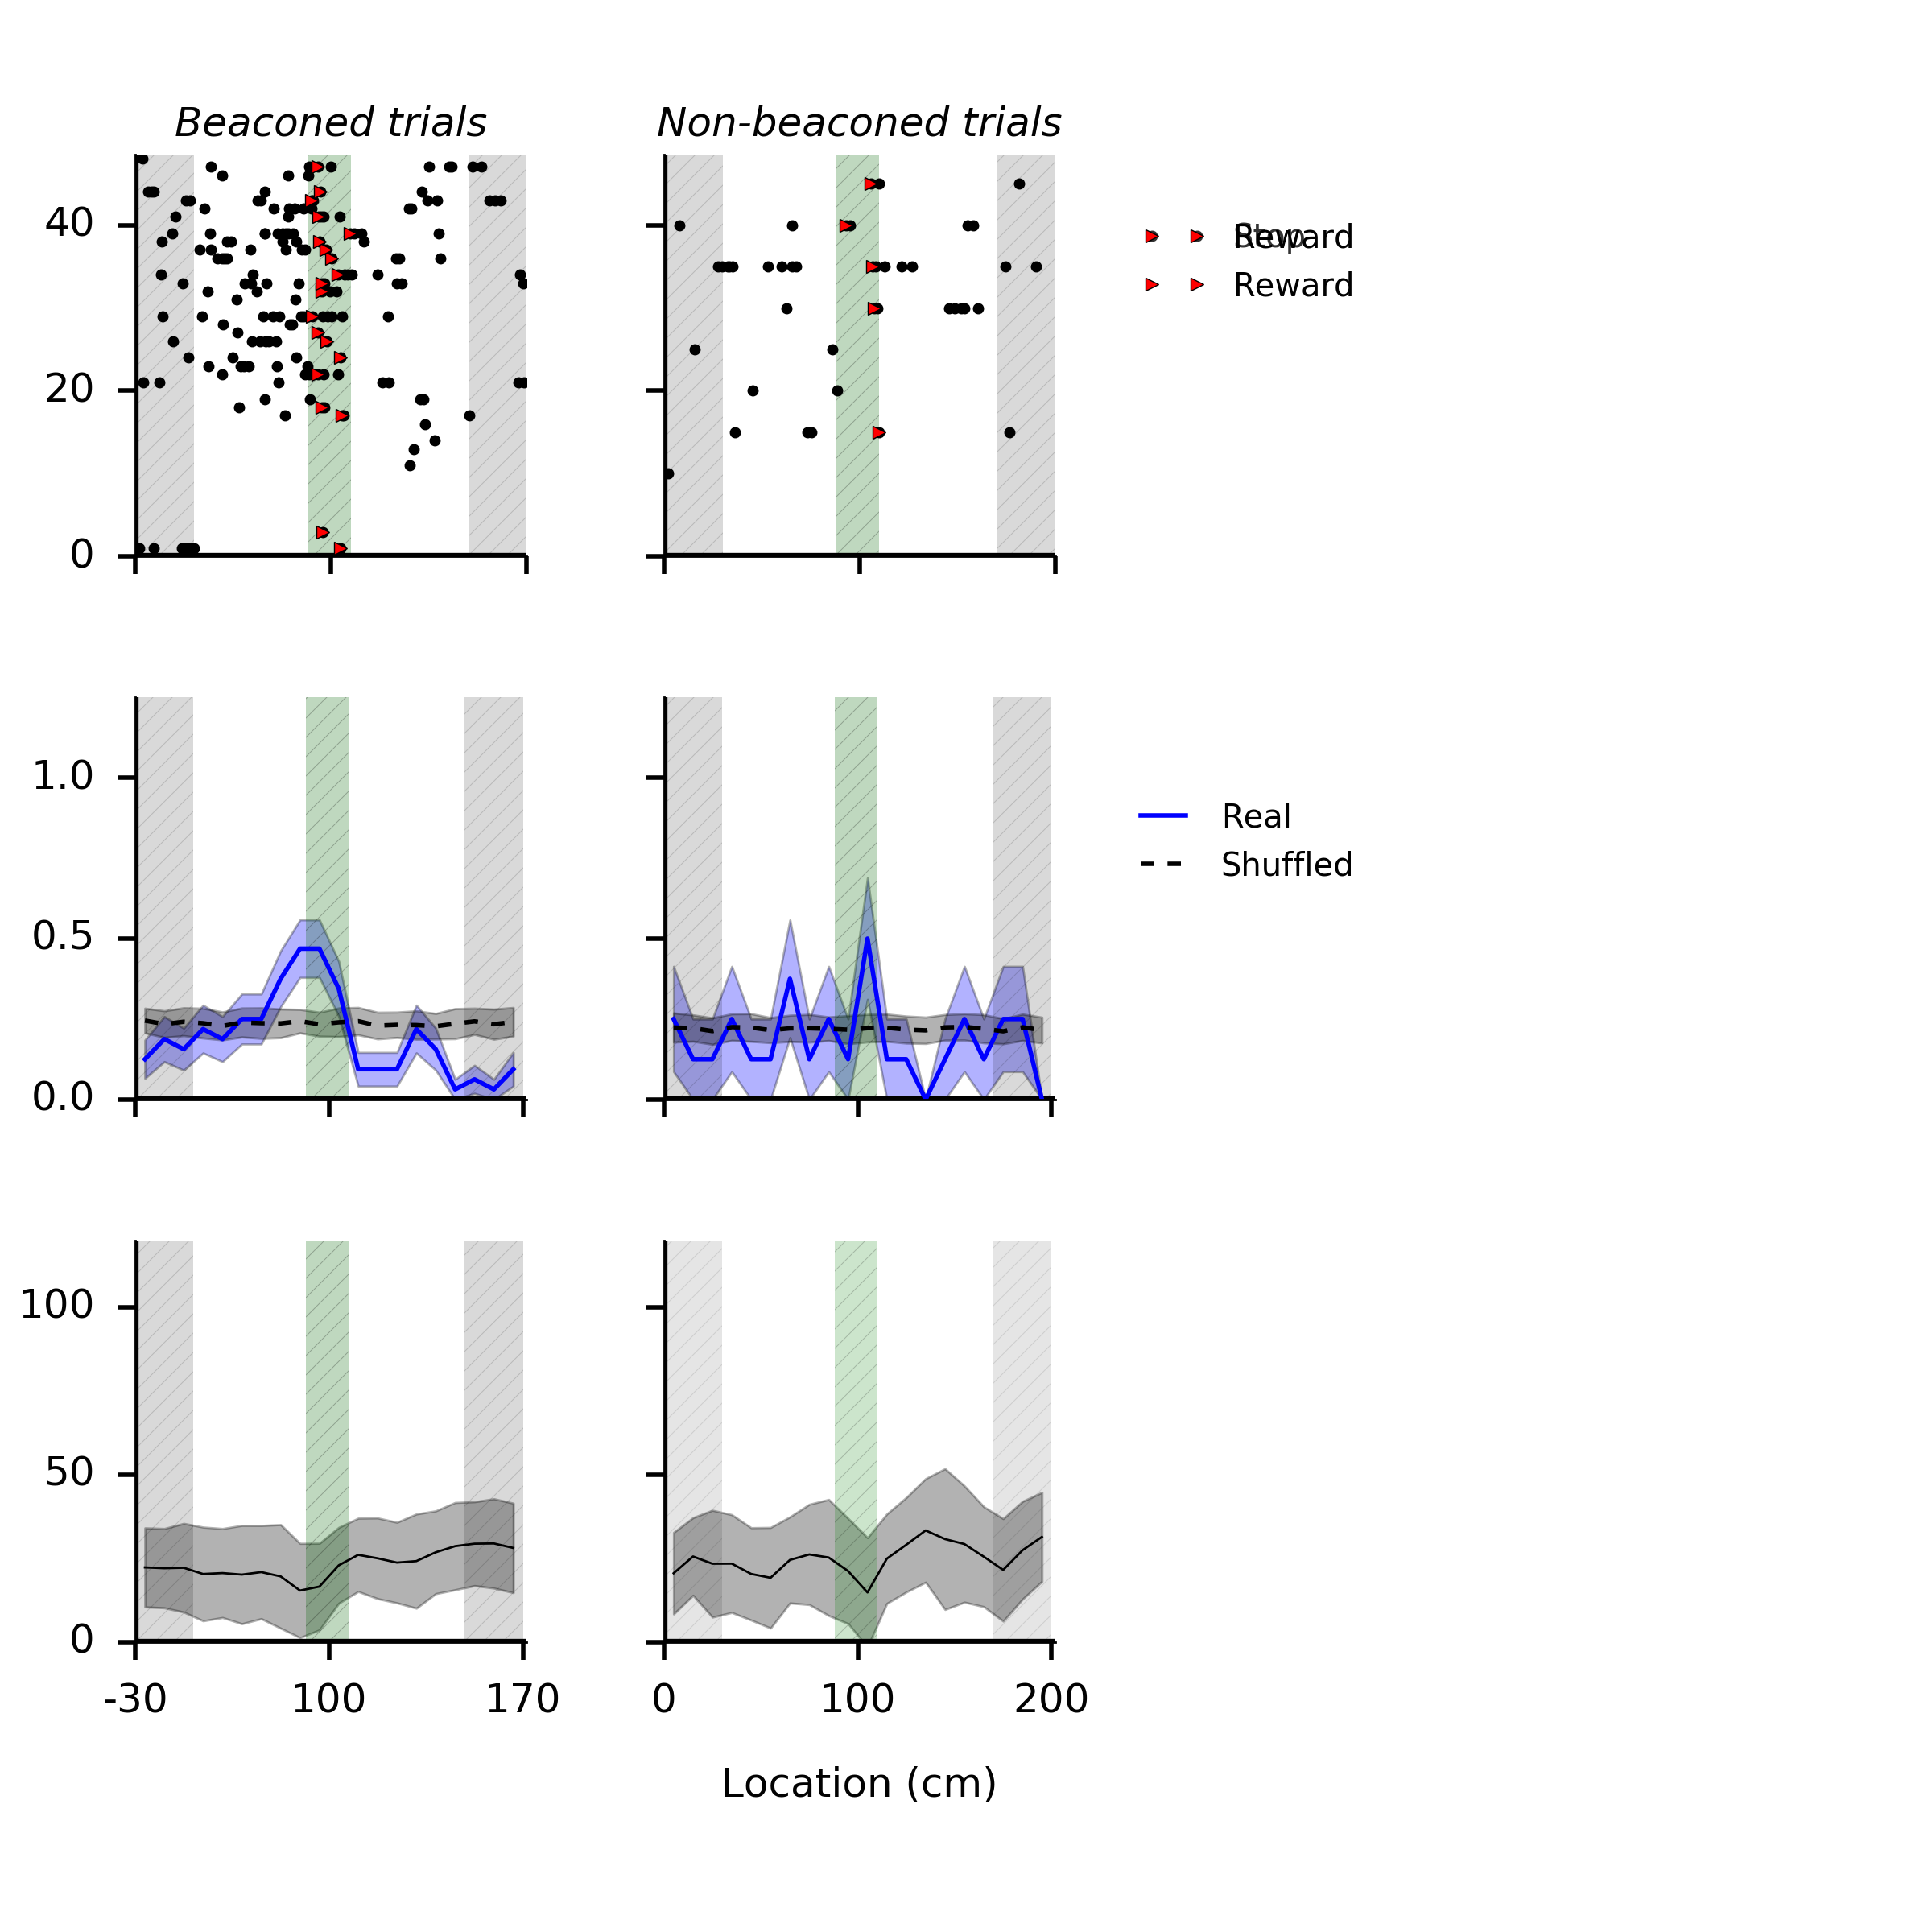 Beaconed trials
Non-beaconed trials
40
20
0
Stop
Reward
Reward
1.0
0.5
0.0
Real
Shuffled
100
50
0
-30 100 170
0 100 200
Location (cm)